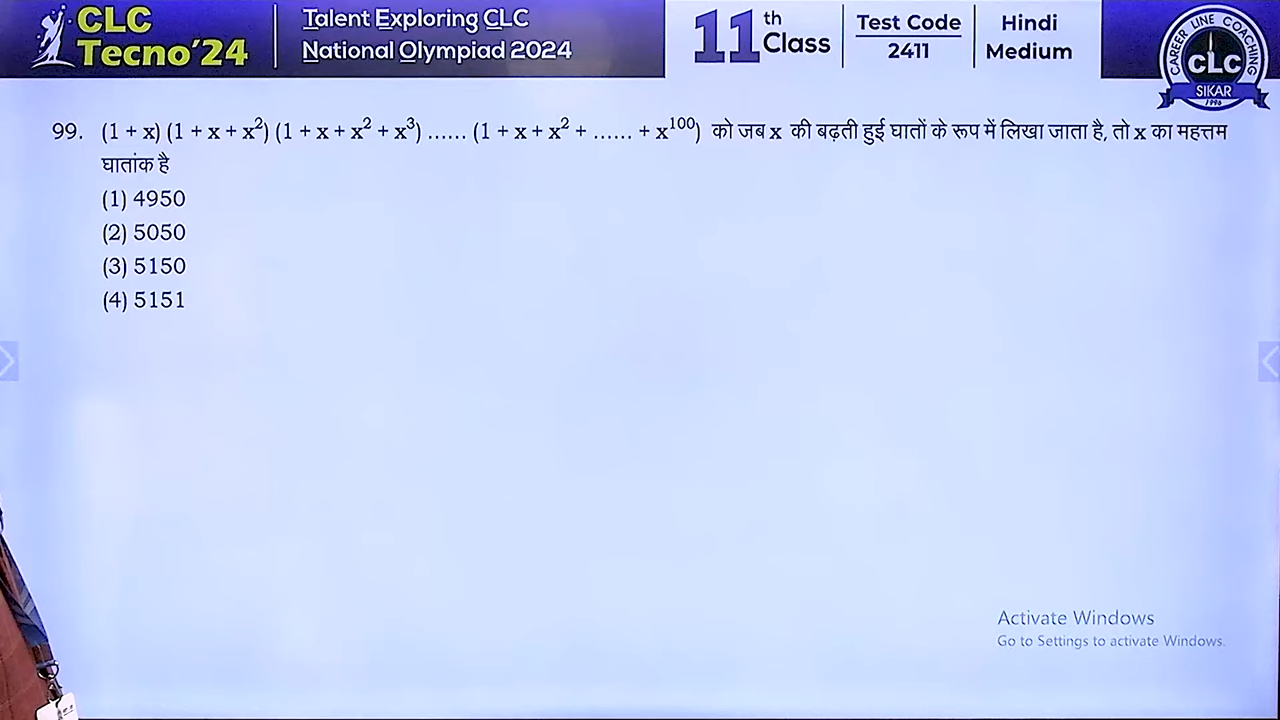 CLC
Tecno'24
Talent Exploring CLC
National Olympiad 2024
11th Class
Test Code
2411
Hindi
Medium
CAREER LINE COACHING
CLC
SIKAR
1996
99. (1 + x) (1 + x + x²) (1 + x + x² + x³) ...... (1 + x + x² + ...... + x¹⁰⁰) को जब x की बढ़ती हुई घातों के रूप में लिखा जाता है, तो x का महत्तम
घातांक है
(1) 4950
(2) 5050
(3) 5150
(4) 5151
Activate Windows
Go to Settings to activate Windows.